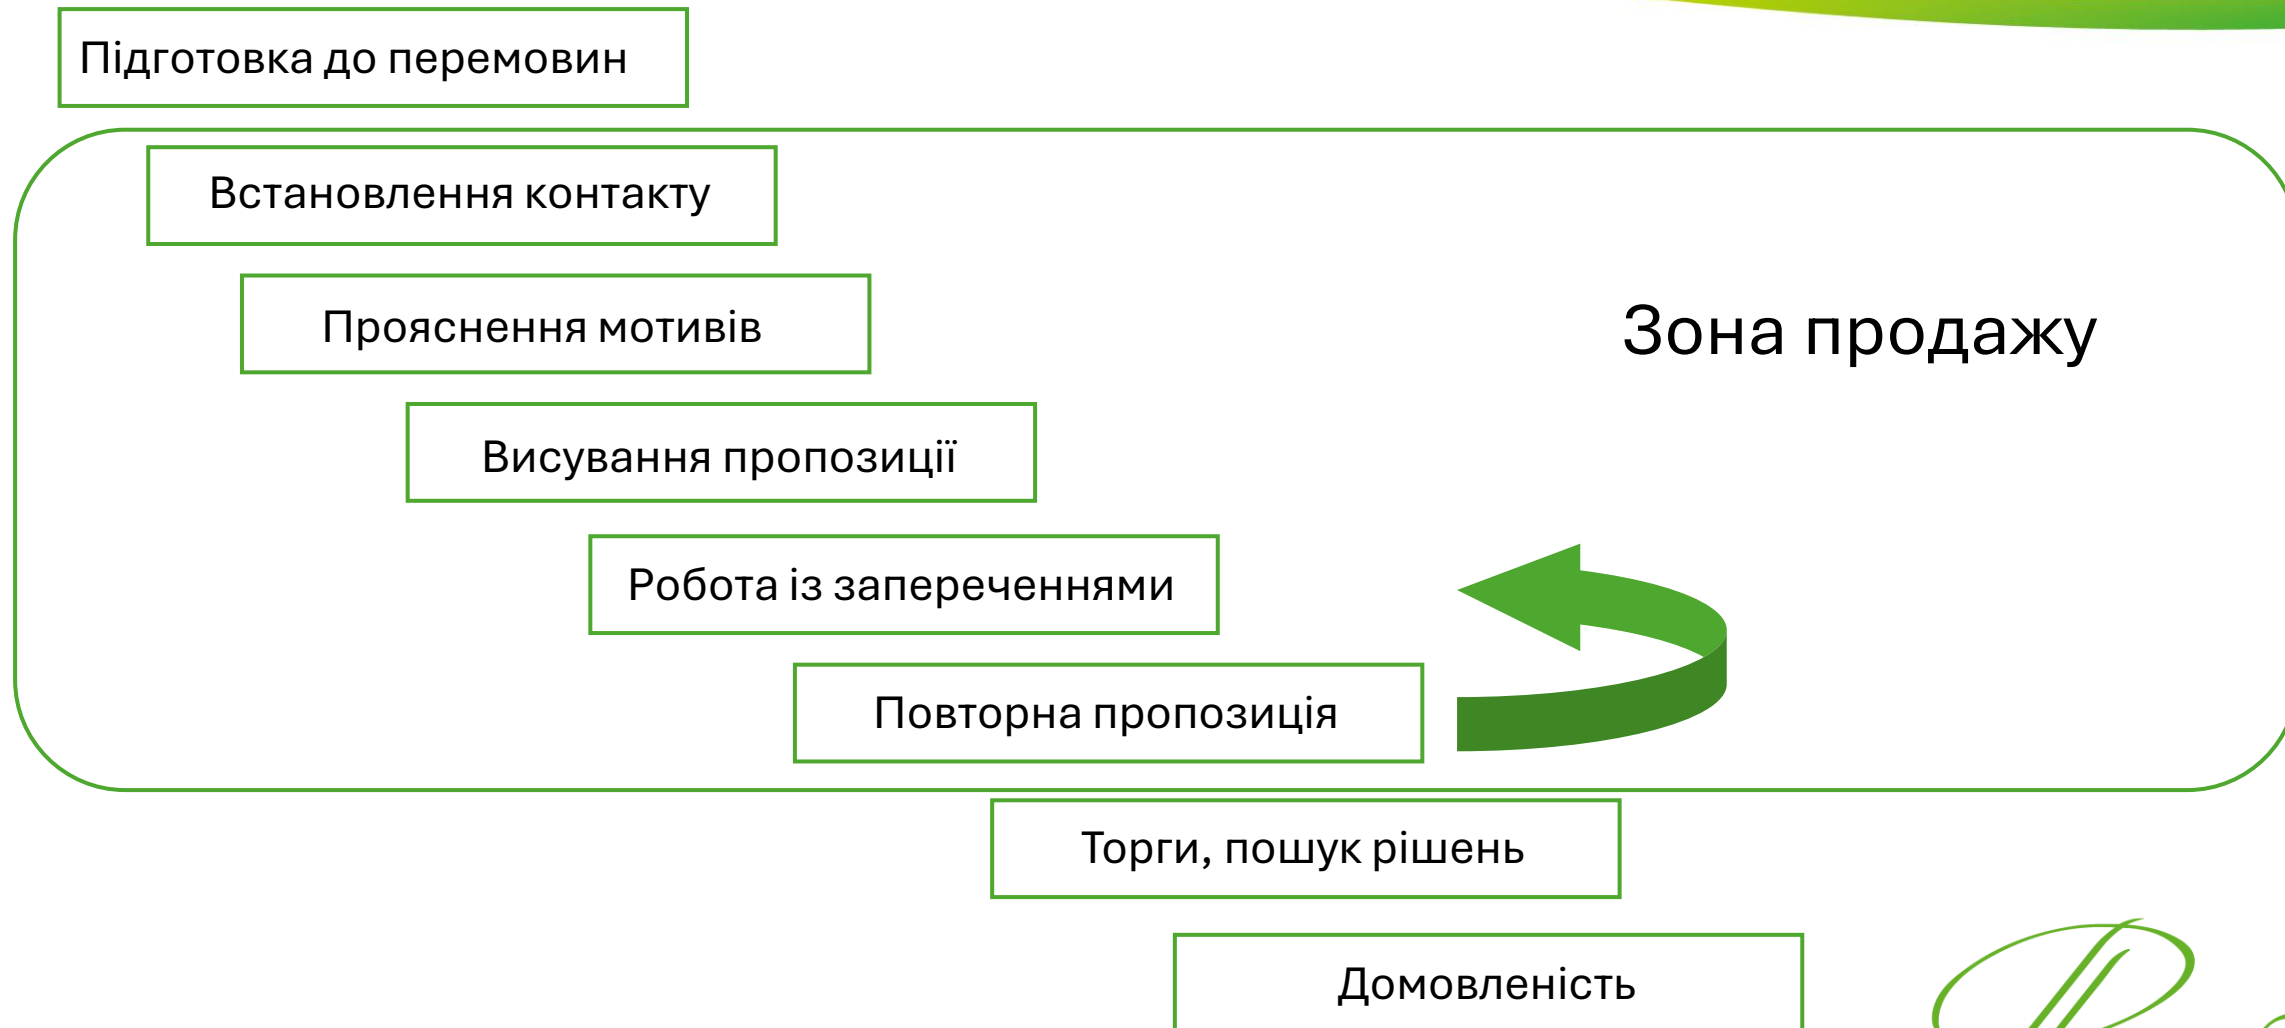 Підготовка до перемовин
Встановлення контакту
Прояснення мотивів
Зона продажу
Висування пропозиції
Робота із запереченнями
Повторна пропозиція
Торги, пошук рішень
Домовленість